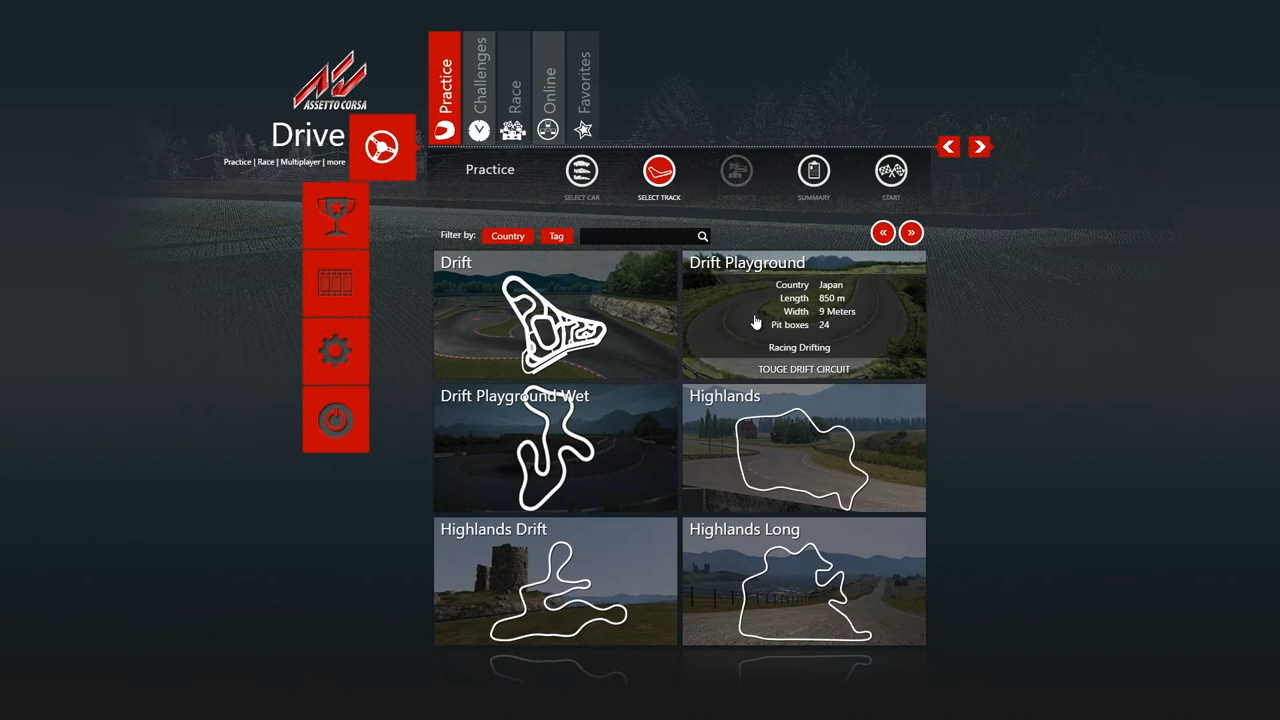 Practice
Challenges
Race
Online
Favorites
ASSETTO CORSA
Drive
Practice | Race | Multiplayer | more
Practice
SELECT CAR
SELECT TRACK
OPPONENTS
SUMMARY
START
Filter by:
Country
Tag
Drift
Drift Playground
Country Japan
Length 850 m
Width 9 Meters
Pit boxes 24
Racing Drifting
TOUGE DRIFT CIRCUIT
Drift Playground Wet
Highlands
Highlands Drift
Highlands Long